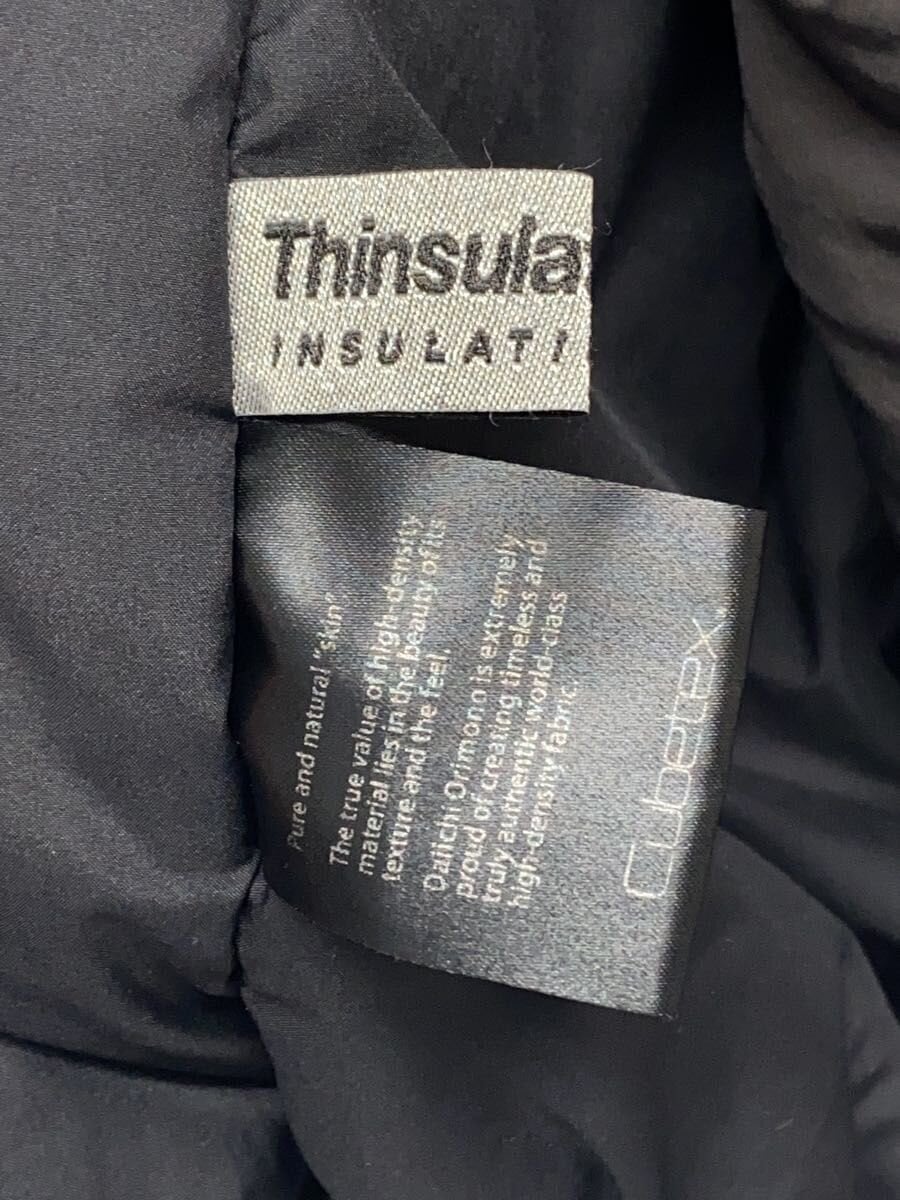 Thinsula
INSULATI
Pure and natural "skin"
The true value of high-density
material lies in the beauty of its
texture and the feel.
Daiichi Orimono is extremely
proud of creating timeless and
truly authentic world-class
high-density fabric.
cubetex.